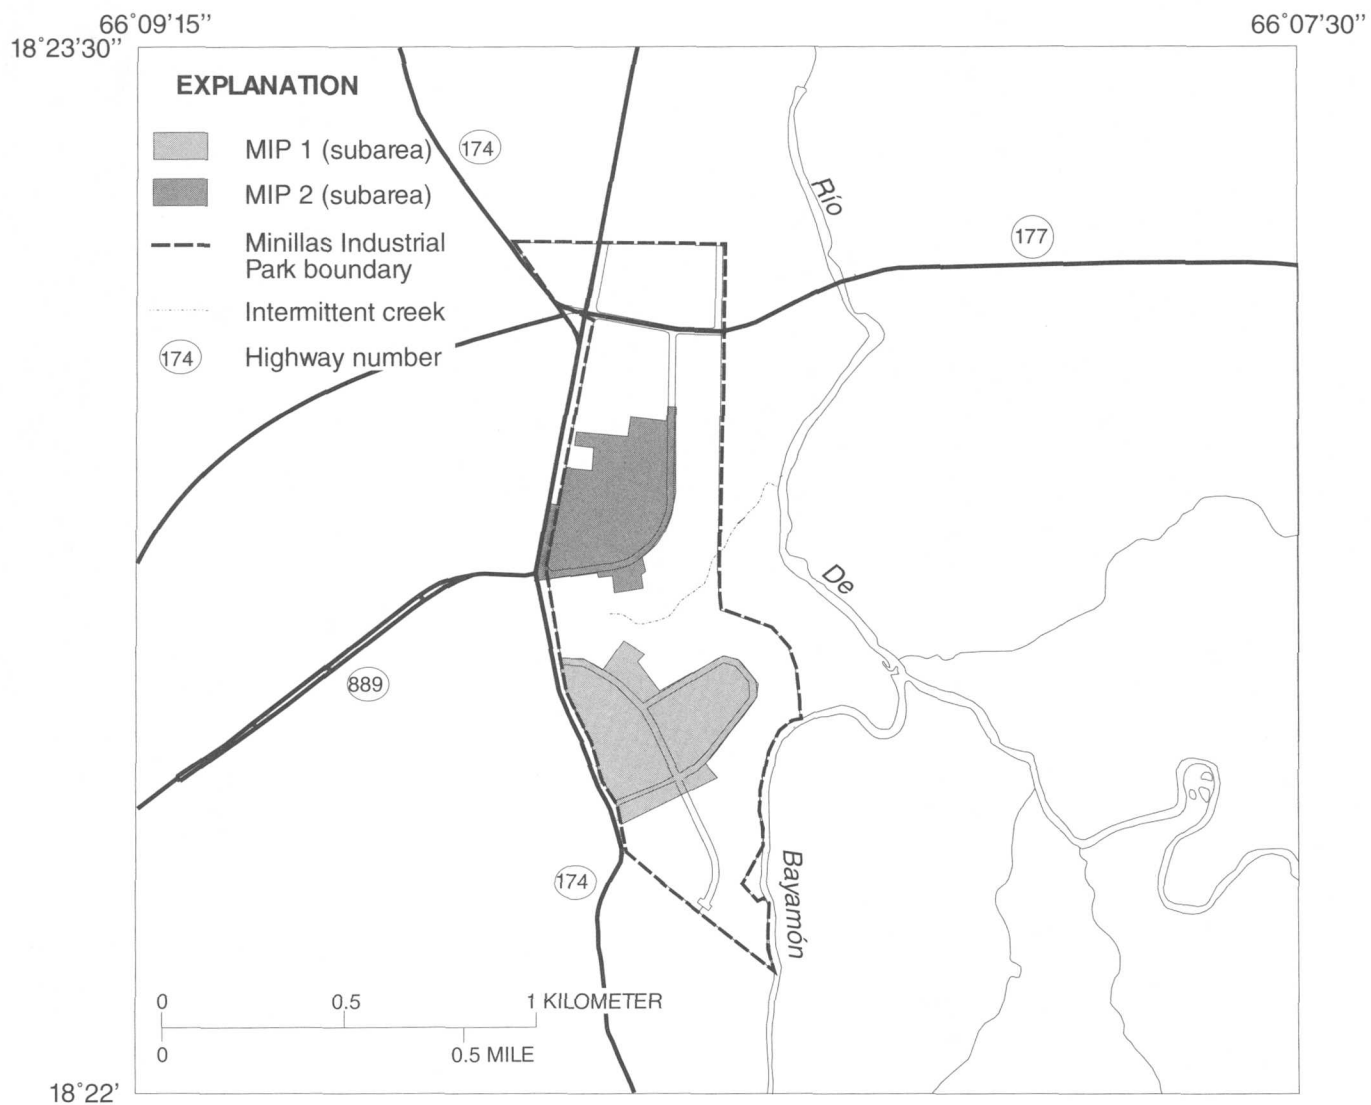 66°09'15''
66°07'30''
18°23'30''
EXPLANATION
MIP 1 (subarea)
174
MIP 2 (subarea)
Río
Minillas Industrial
Park boundary
177
Intermittent creek
174
Highway number
De
889
174
Bayamón
0 0.5 1 KILOMETER
0 0.5 MILE
18°22'